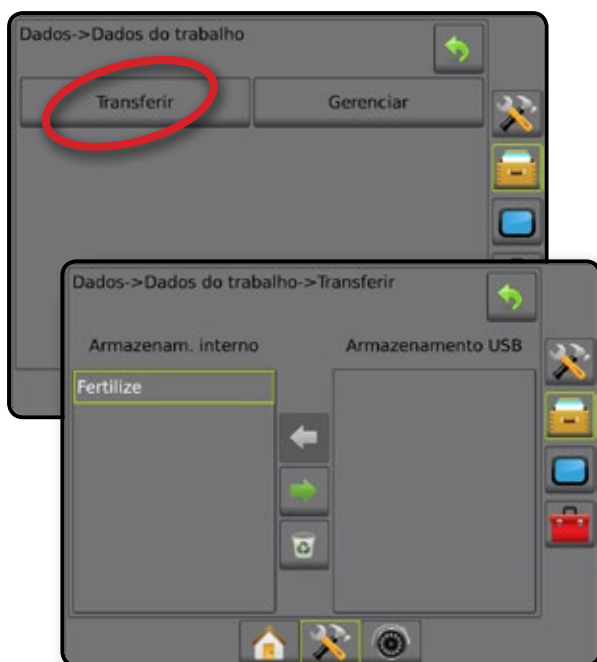 Dados->Dados do trabalho
Transferir Gerenciar
Dados->Dados do trabalho->Transferir
Armazenam. interno Armazenamento USB
Fertilize